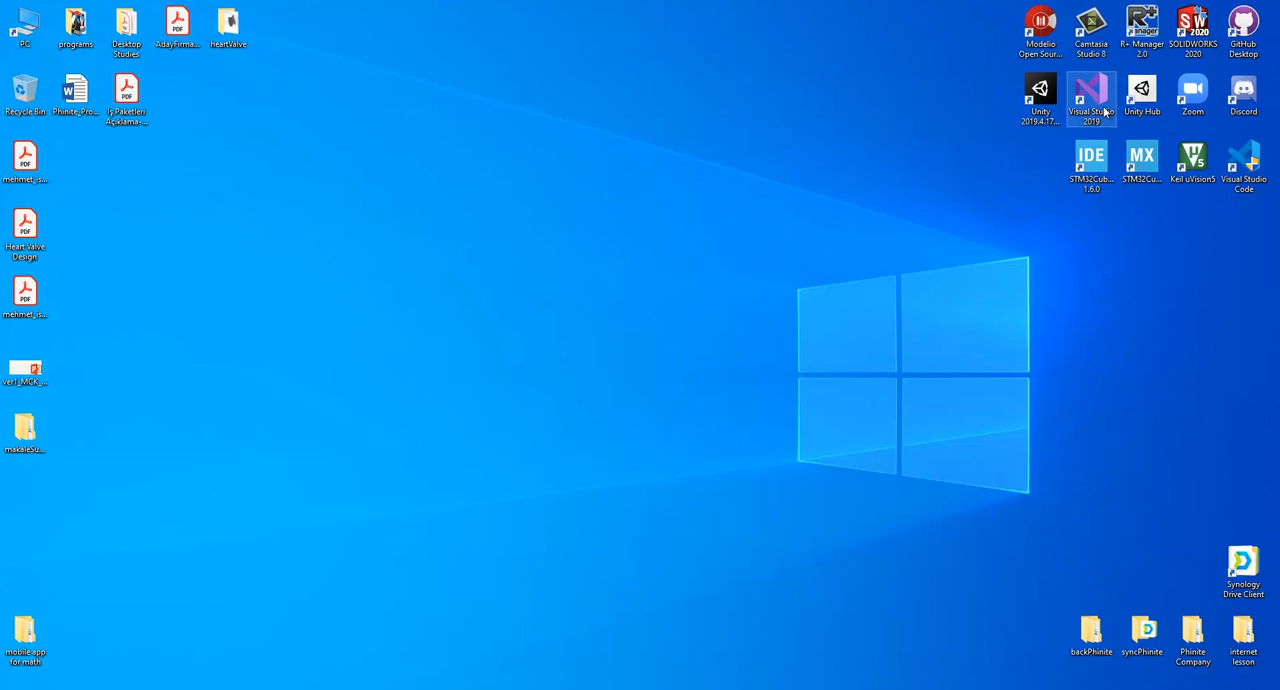 PC
programs
Desktop
Studies
AdayFirma...
heartValve
Modelio
Open Sour...
Camtasia
Studio 8
R+ Manager
2.0
SOLIDWORKS
2020
GitHub
Desktop
Recycle Bin
Phinite_Pro...
İş Paketleri
Açıklama-...
Unity
2019.4.17...
Visual Studio
2019
Unity Hub
Zoom
Discord
mehmet_is...
IDE
STM32Cub...
1.6.0
MX
STM32Cu...
Keil uVision5
Visual Studio
Code
Heart Valve
Design
mehmet_is...
ver1_MCK_...
makaleSu...
Synology
Drive Client
mobile app
for math
backPhinite
syncPhinite
Phinite
Company
internet
lesson